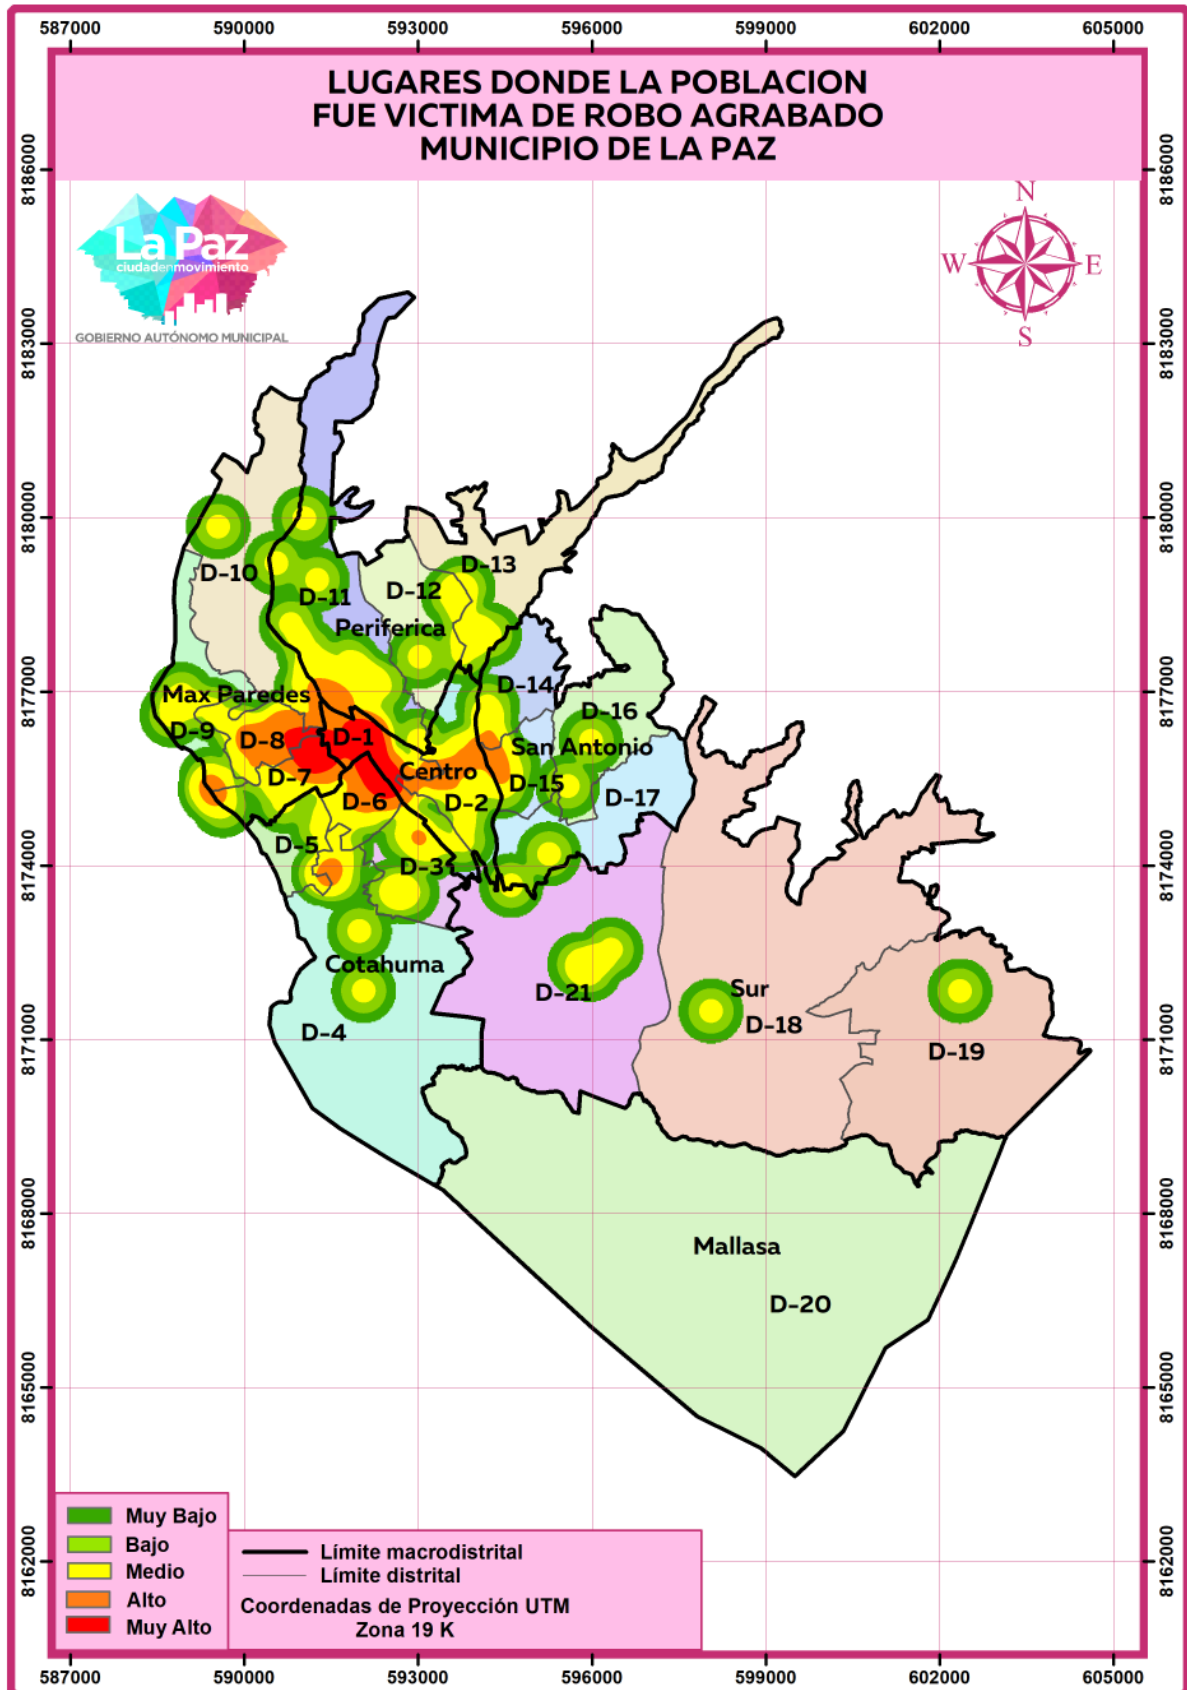 587000 590000 593000 596000 599000 602000 605000
LUGARES DONDE LA POBLACION
FUE VICTIMA DE ROBO AGRABADO
MUNICIPIO DE LA PAZ
8186000 8186000
La Paz
ciudadenmovimiento
GOBIERNO AUTÓNOMO MUNICIPAL
N
W E
S
8183000 8183000
8180000 8180000
D-13
D-10
D-12
D-11
Periferica
8177000 8177000
D-14
Max Paredes
D-16
D-9
D-8
D-1
San Antonio
Centro
D-7
D-15
D-6
D-2
D-17
D-5
8174000 8174000
D-3
Cotahuma
D-21
Sur
D-18
D-4
8171000 8171000
D-19
8168000 8168000
Mallasa
D-20
8165000 8165000
Muy Bajo
Bajo
Medio
Alto
Muy Alto
Límite macrodistrital
Límite distrital
Coordenadas de Proyección UTM
Zona 19 K
8162000 8162000
587000 590000 593000 596000 599000 602000 605000